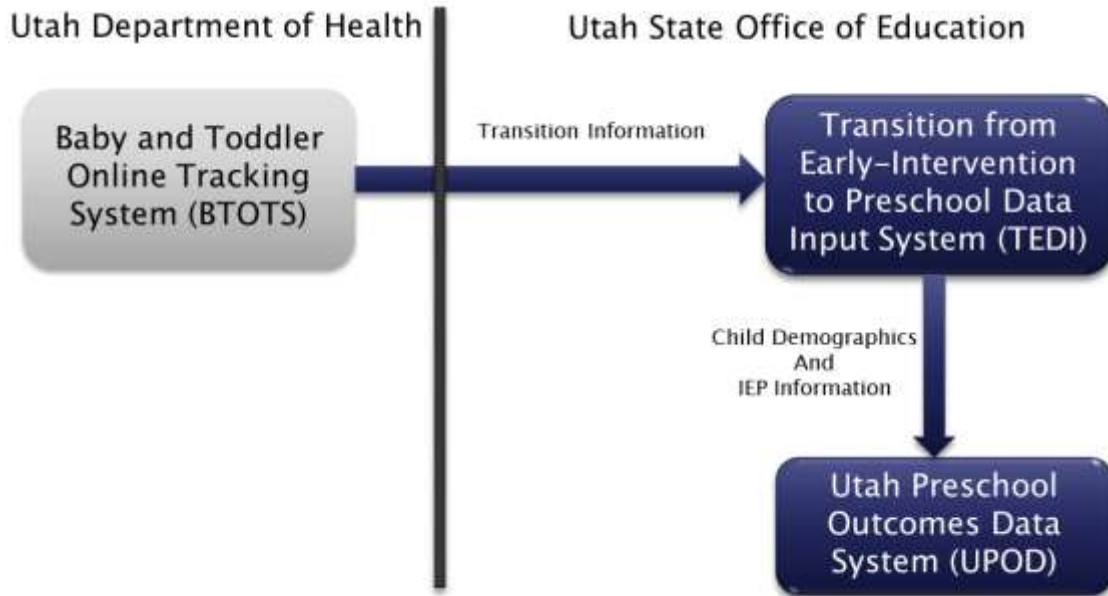 Utah Department of Health
Utah State Office of Education
Baby and Toddler
Online Tracking
System (BTOTS)
Transition Information
Transition from
Early-Intervention
to Preschool Data
Input System (TEDI)
Child Demographics
And
IEP Information
Utah Preschool
Outcomes Data
System (UPOD)